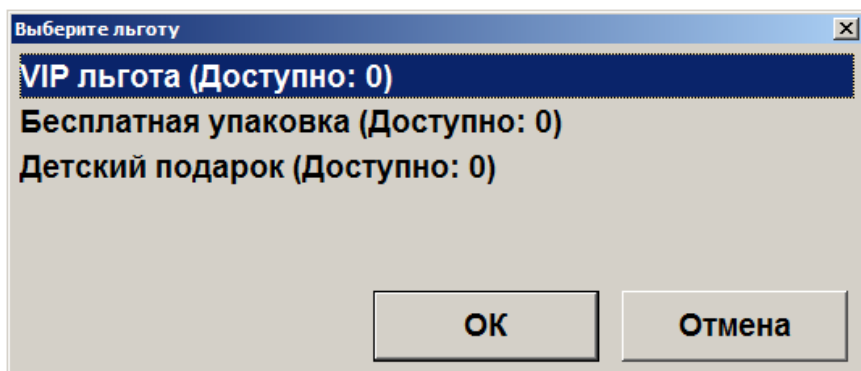 Выберите льготу
VIP льгота (Доступно: 0)
Бесплатная упаковка (Доступно: 0)
Детский подарок (Доступно: 0)
ОК
Отмена